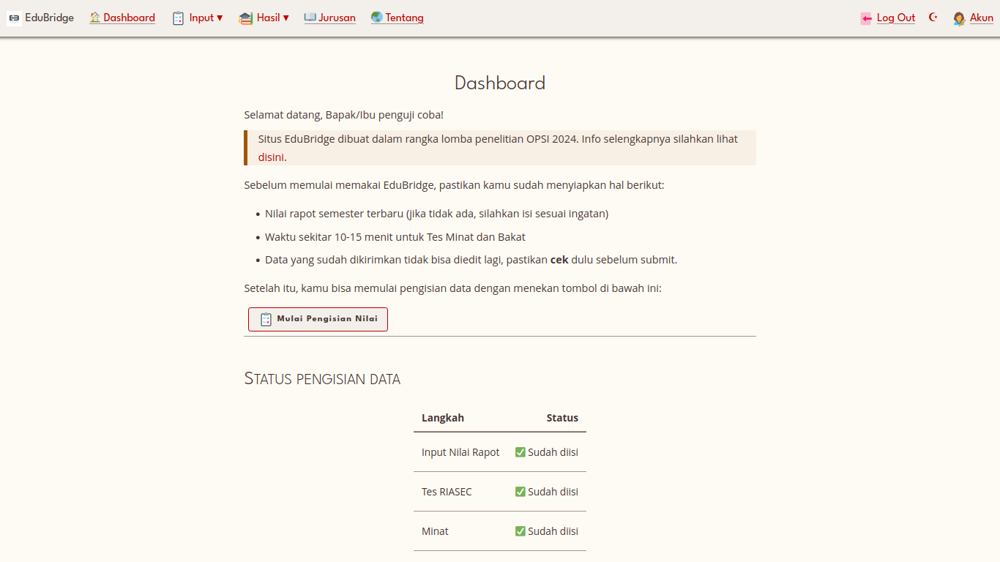 EduBridge Dashboard Input ▾ Hasil ▾ Jurusan Tentang Log Out Akun
Dashboard
Selamat datang, Bapak/Ibu penguji coba!
Situs EduBridge dibuat dalam rangka lomba penelitian OPSI 2024. Info selengkapnya silahkan lihat
disini.
Sebelum memulai memakai EduBridge, pastikan kamu sudah menyiapkan hal berikut:
• Nilai rapot semester terbaru (jika tidak ada, silahkan isi sesuai ingatan)
• Waktu sekitar 10-15 menit untuk Tes Minat dan Bakat
• Data yang sudah dikirimkan tidak bisa diedit lagi, pastikan cek dulu sebelum submit.
Setelah itu, kamu bisa memulai pengisian data dengan menekan tombol di bawah ini:
Mulai Pengisian Nilai
STATUS PENGISIAN DATA
Langkah Status
Input Nilai Rapot ✅ Sudah diisi
Tes RIASEC ✅ Sudah diisi
Minat ✅ Sudah diisi